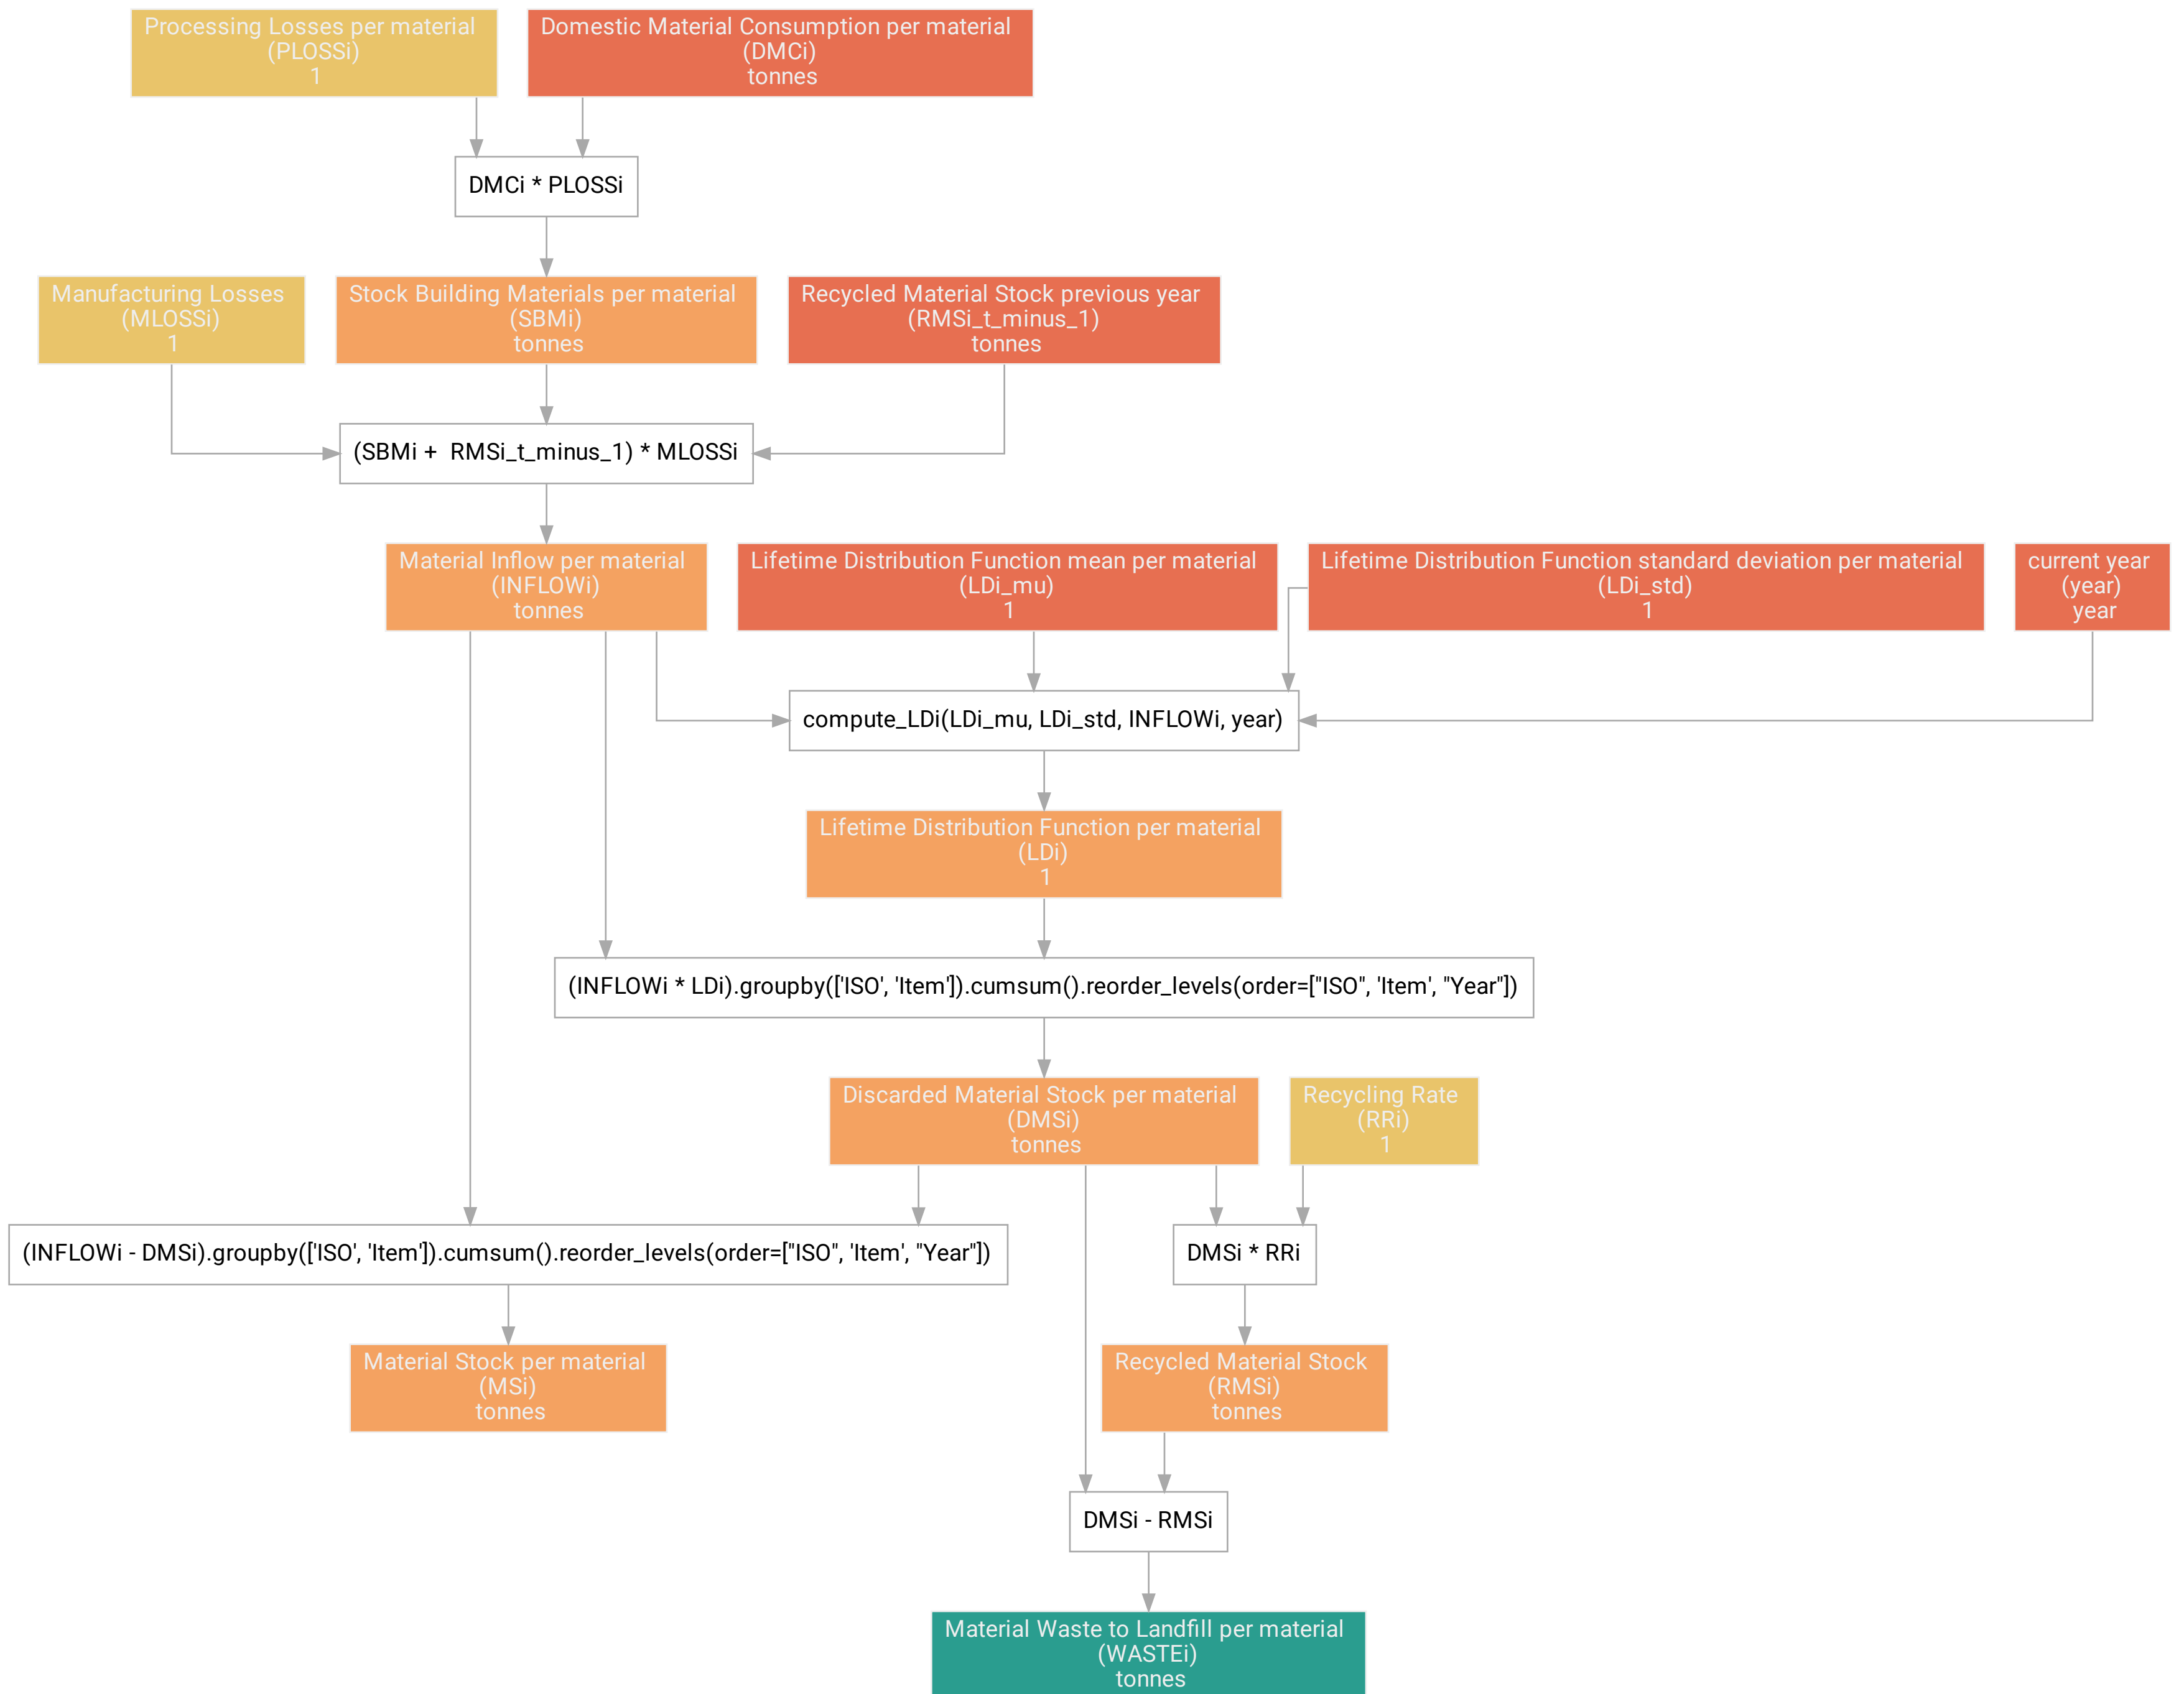 Processing Losses per material
(PLOSSi)
1
Domestic Material Consumption per material
(DMCi)
tonnes
DMCi * PLOSSi
Manufacturing Losses
(MLOSSi)
1
Stock Building Materials per material
(SBMi)
tonnes
Recycled Material Stock previous year
(RMSi_t_minus_1)
tonnes
(SBMi +  RMSi_t_minus_1) * MLOSSi
Material Inflow per material
(INFLOWi)
tonnes
Lifetime Distribution Function mean per material
(LDi_mu)
1
Lifetime Distribution Function standard deviation per material
(LDi_std)
1
current year
(year)
year
compute_LDi(LDi_mu, LDi_std, INFLOWi, year)
Lifetime Distribution Function per material
(LDi)
1
(INFLOWi * LDi).groupby(['ISO', 'Item']).cumsum().reorder_levels(order=["ISO", 'Item', "Year"])
Discarded Material Stock per material
(DMSi)
tonnes
Recycling Rate
(RRi)
1
(INFLOWi - DMSi).groupby(['ISO', 'Item']).cumsum().reorder_levels(order=["ISO", 'Item', "Year"])
DMSi * RRi
Material Stock per material
(MSi)
tonnes
Recycled Material Stock
(RMSi)
tonnes
DMSi - RMSi
Material Waste to Landfill per material
(WASTEi)
tonnes